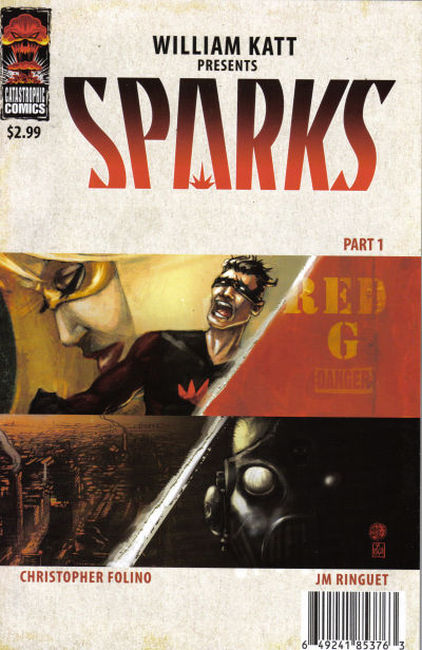 CATASTROPHIC
COMICS
$2.99
WILLIAM KATT
PRESENTS
SPARKS
PART 1
RED
G
DANGER
CHRISTOPHER FOLINO
JM RINGUET
6 49241 85376 3